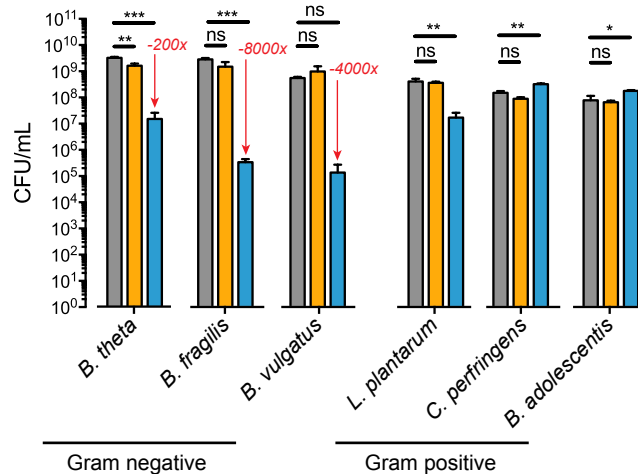 CFU/mL
10¹¹
10¹⁰
10⁹
10⁸
10⁷
10⁶
10⁵
10⁴
10³
10²
10¹
10⁰
***
**
-200x
***
ns
-8000x
ns
ns
-4000x
**
ns
**
ns
*
ns
B. theta
B. fragilis
B. vulgatus
L. plantarum
C. perfringens
B. adolescentis
Gram negative
Gram positive